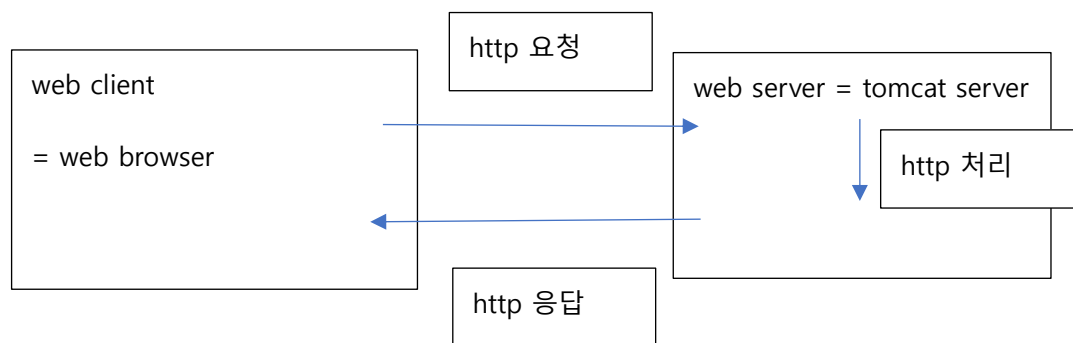 http 요청
web client
= web browser
web server = tomcat server
http 처리
http 응답